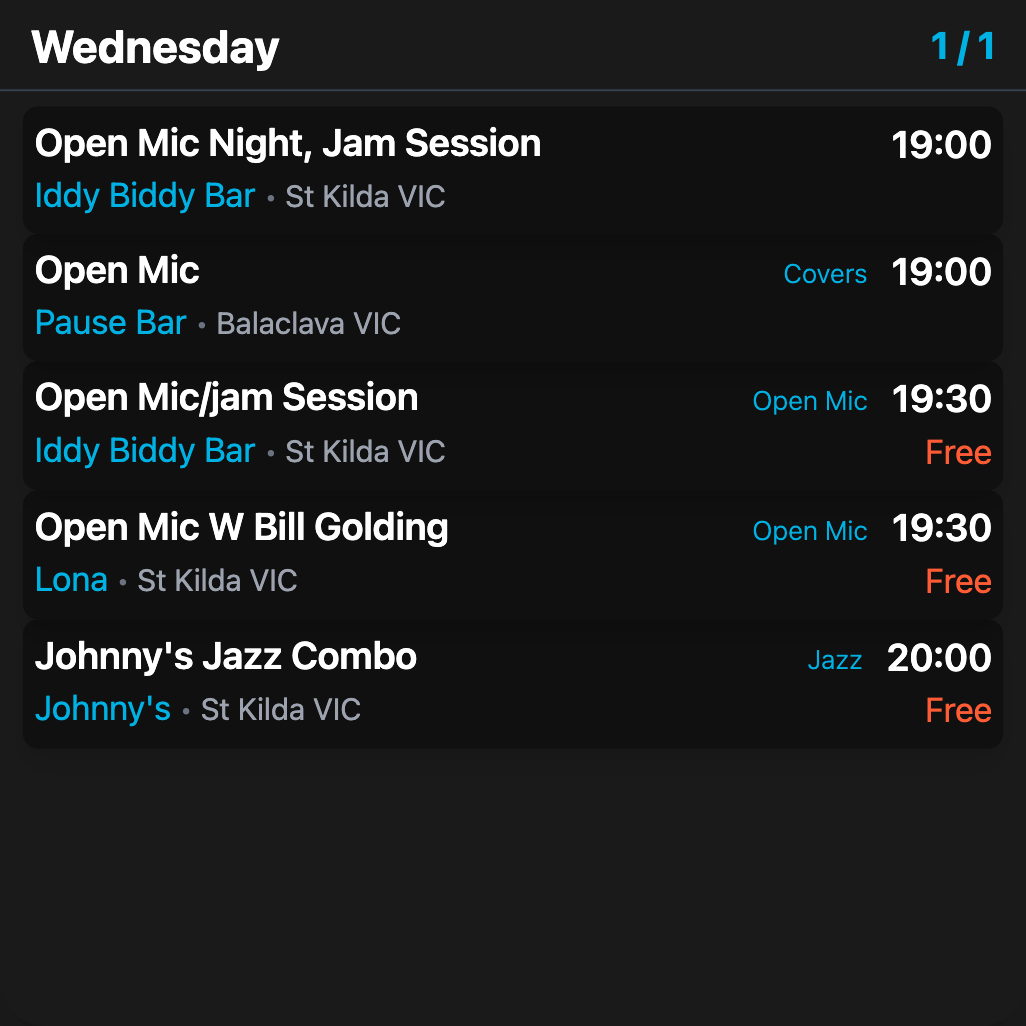 Wednesday 1 / 1
Open Mic Night, Jam Session 19:00
Iddy Biddy Bar • St Kilda VIC
Open Mic Covers 19:00
Pause Bar • Balaclava VIC
Open Mic/jam Session Open Mic 19:30
Iddy Biddy Bar • St Kilda VIC Free
Open Mic W Bill Golding Open Mic 19:30
Lona • St Kilda VIC Free
Johnny's Jazz Combo Jazz 20:00
Johnny's • St Kilda VIC Free